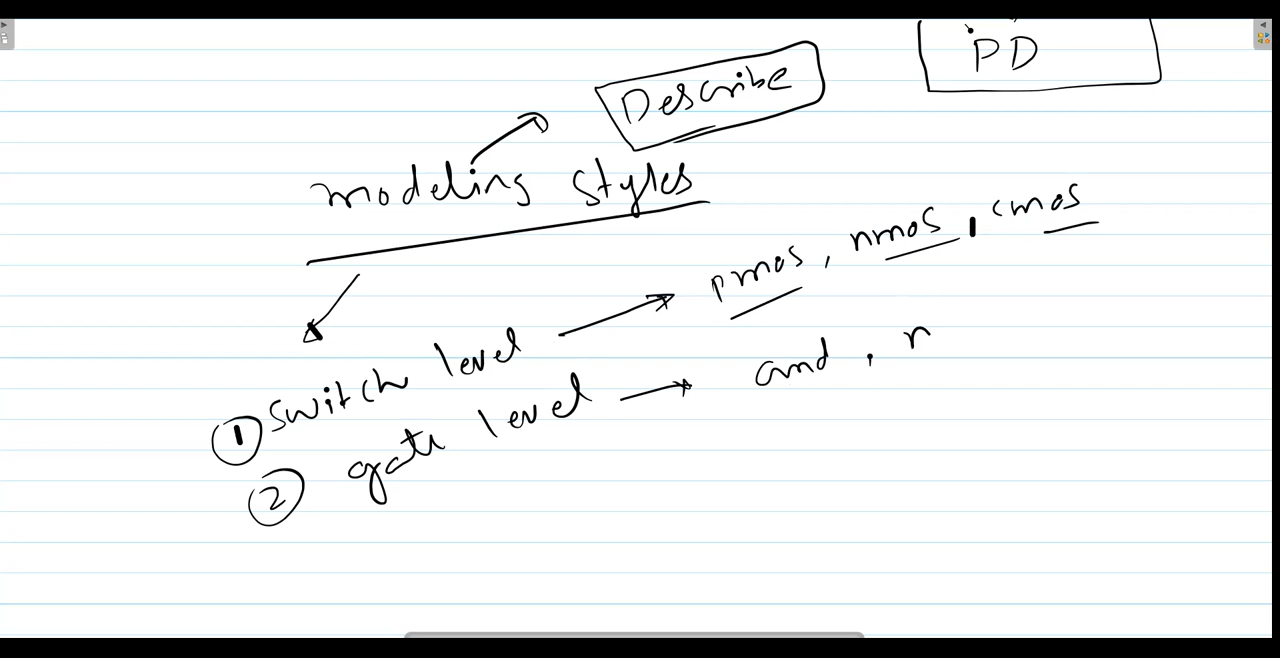 PD
Describe
modeling styles
① switch level → pmos, nmos, cmos
② gate level → and, n